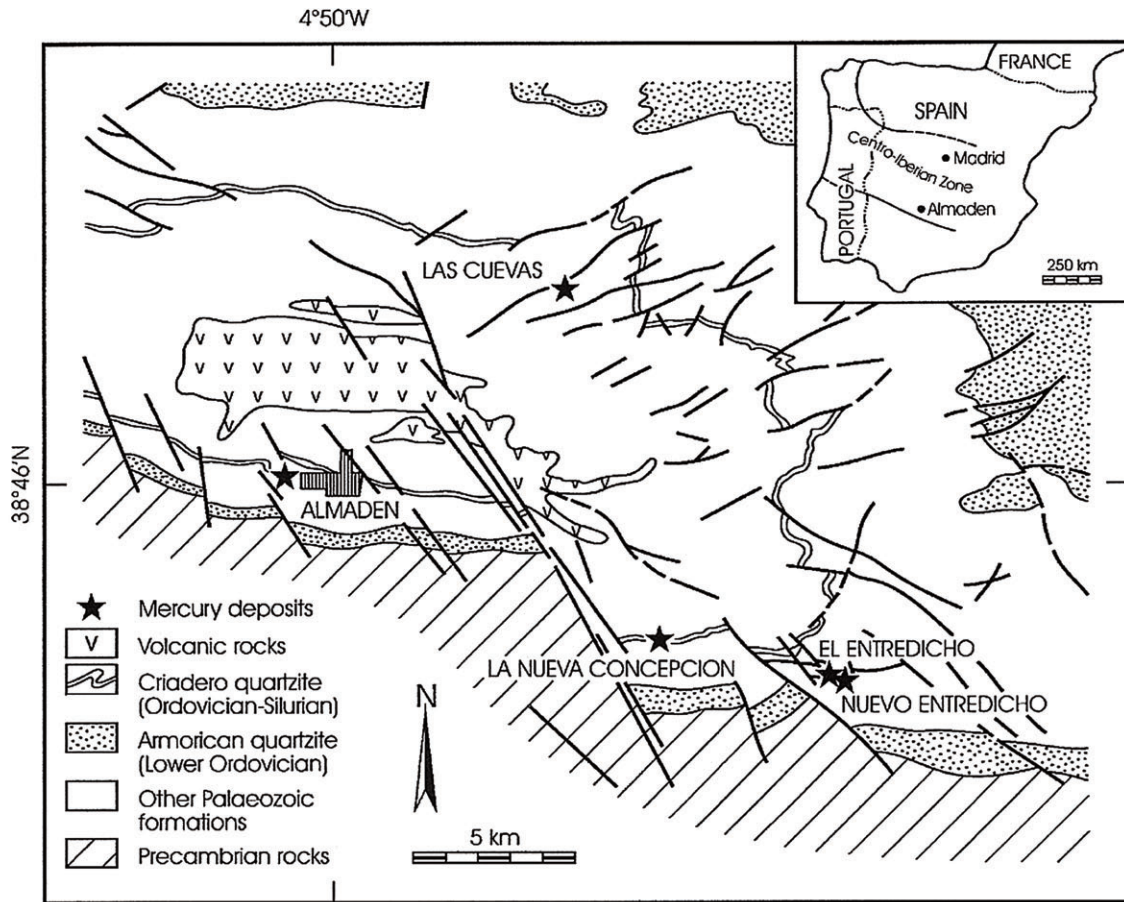 4°50'W
FRANCE
SPAIN
Centro-Iberian Zone
Madrid
PORTUGAL
Almaden
250 km
LAS CUEVAS
38°46'N
ALMADEN
EL ENTREDICHO
LA NUEVA CONCEPCION
NUEVO ENTREDICHO
Mercury deposits
V Volcanic rocks
Criadero quartzite
(Ordovician-Silurian)
Armorican quartzite
(Lower Ordovician)
Other Palaeozoic
formations
Precambrian rocks
N
5 km